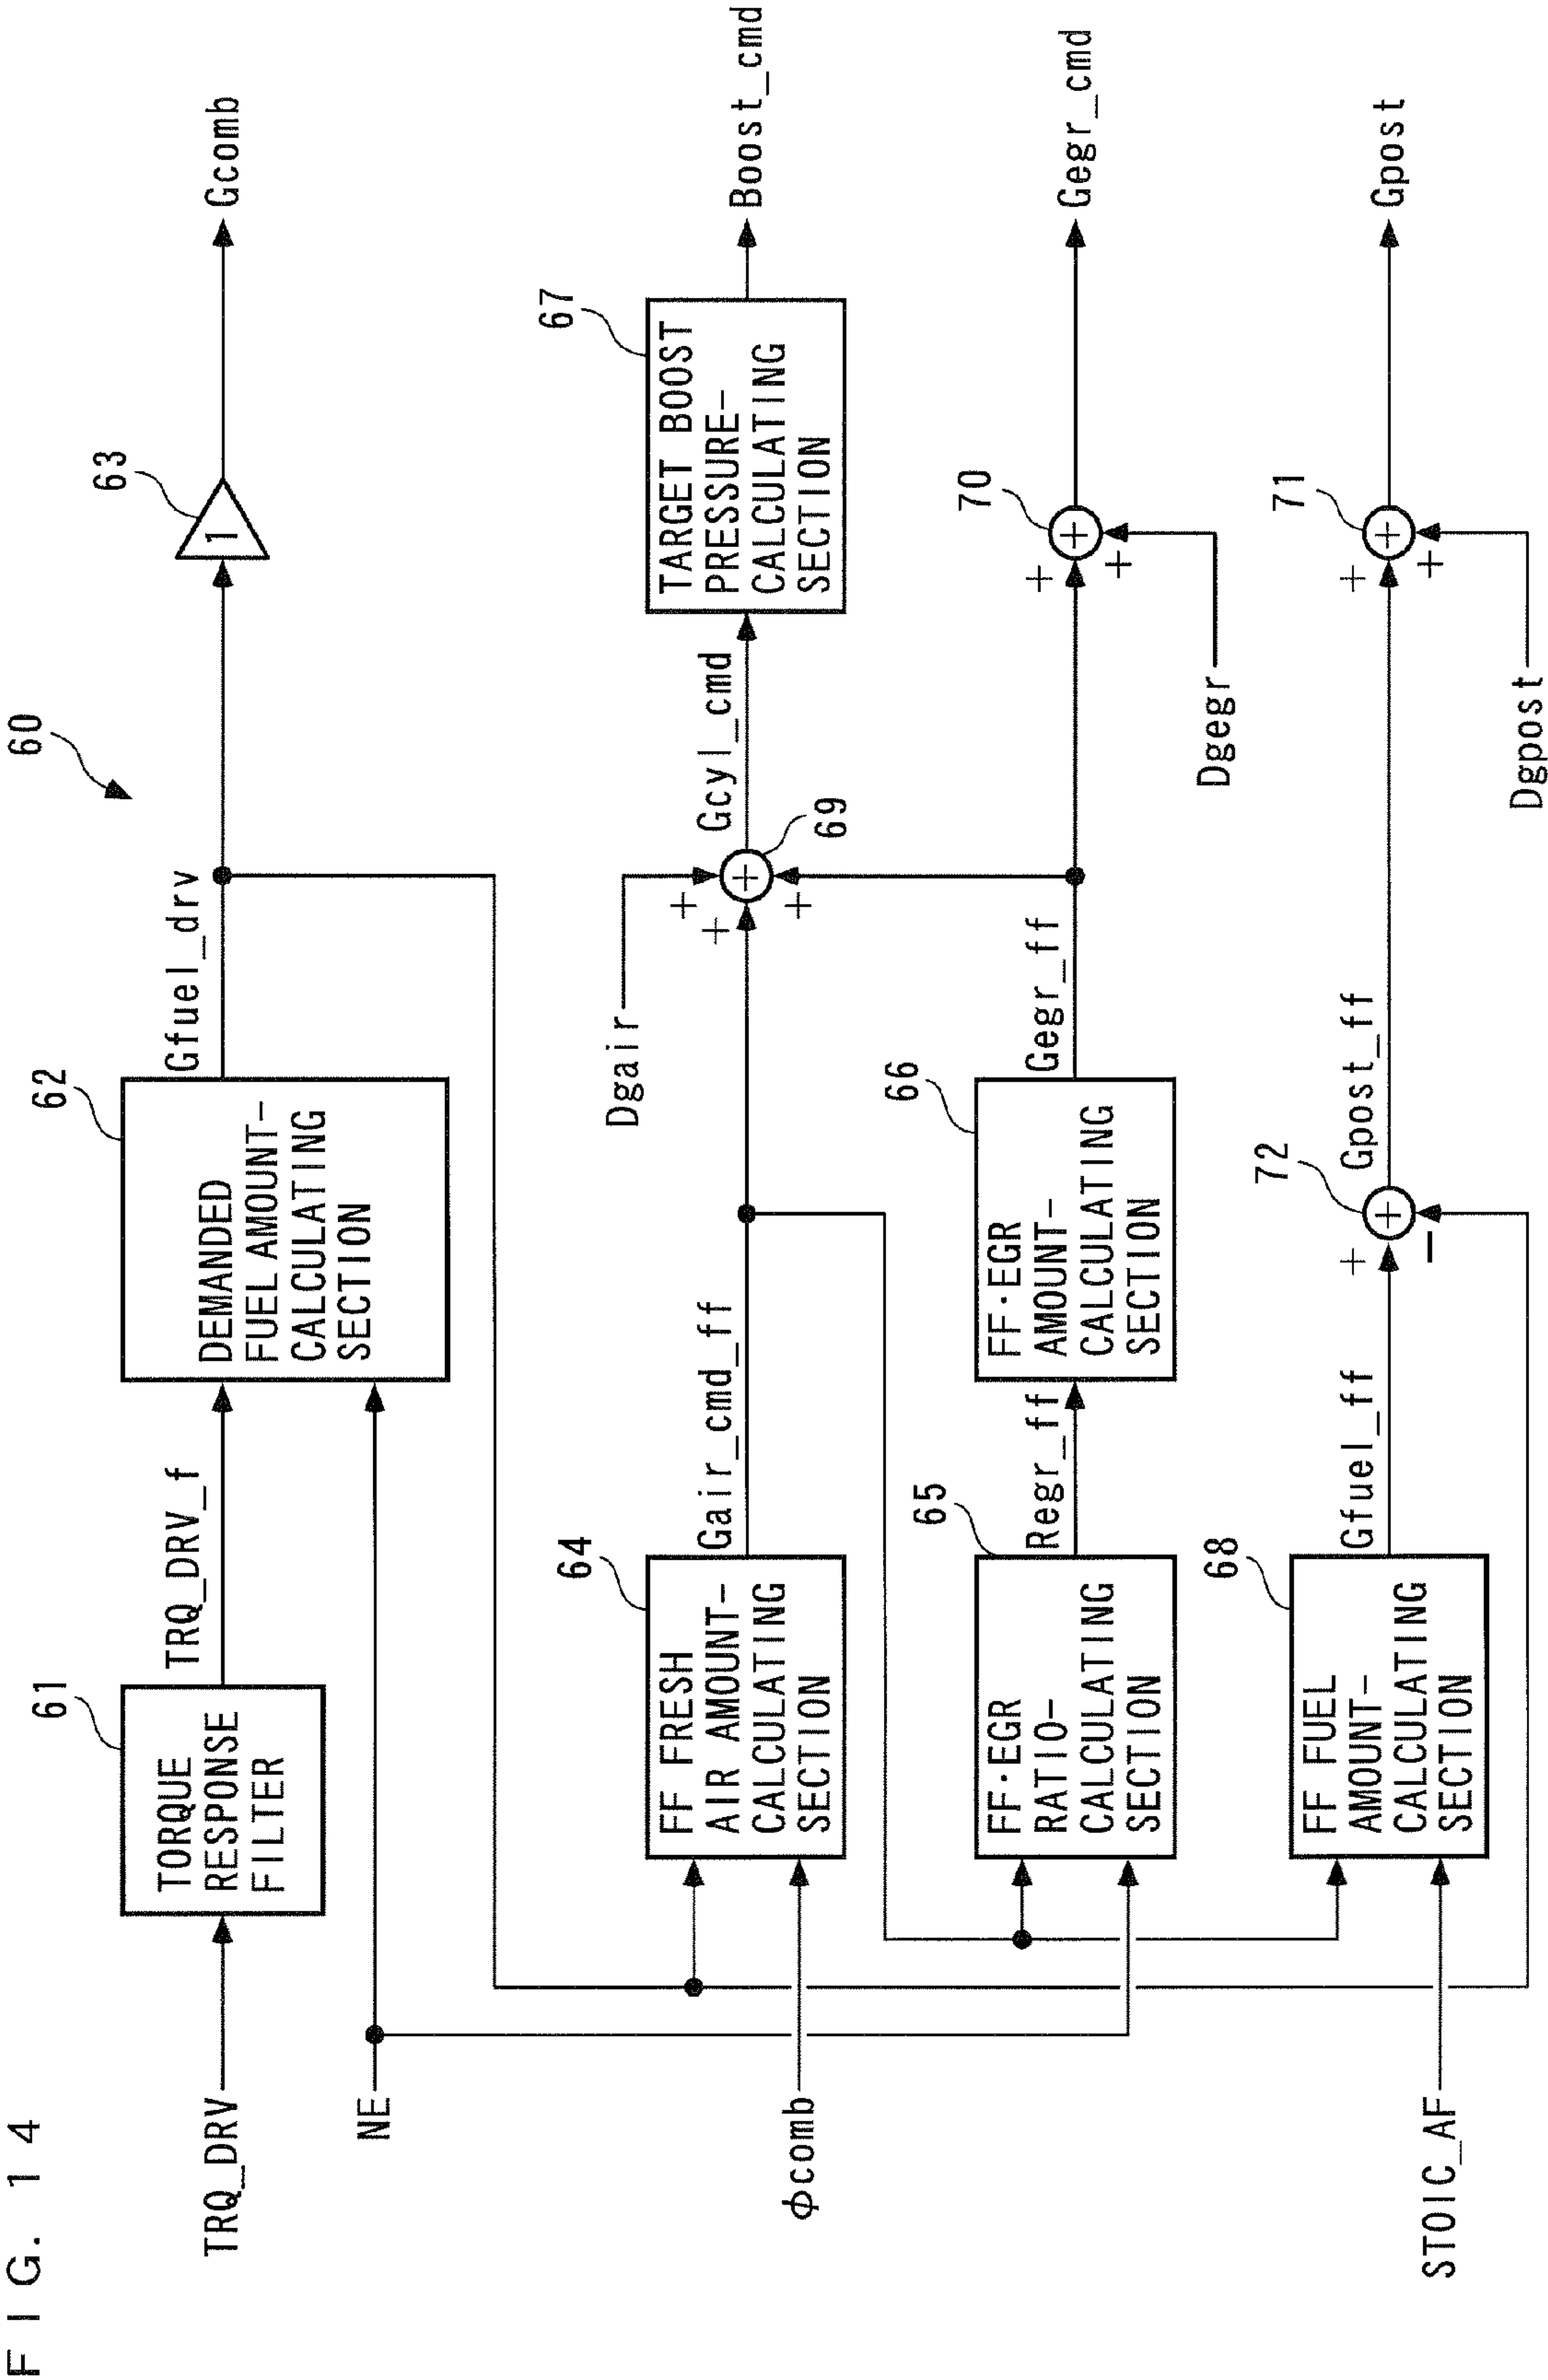 FIG. 14
60
TRQ_DRV
61
TORQUE
RESPONSE
FILTER
TRQ_DRV_f
NE
62
DEMANDED
FUEL AMOUNT-
CALCULATING
SECTION
Gfuel_drv
63
1
Gcomb
φcomb
64
FF FRESH
AIR AMOUNT-
CALCULATING
SECTION
Gair_cmd_ff
Dgair
+
+
+
+
69
Gcyl_cmd
67
TARGET BOOST
PRESSURE-
CALCULATING
SECTION
Boost_cmd
65
FF·EGR
RATIO-
CALCULATING
SECTION
Regr_ff
66
FF·EGR
AMOUNT-
CALCULATING
SECTION
Gegr_ff
+
+
+
70
Dgegr
Gegr_cmd
STOIC_AF
68
FF FUEL
AMOUNT-
CALCULATING
SECTION
Gfuel_ff
+
+
−
72
Gpost_ff
+
+
+
71
Dgpost
Gpost